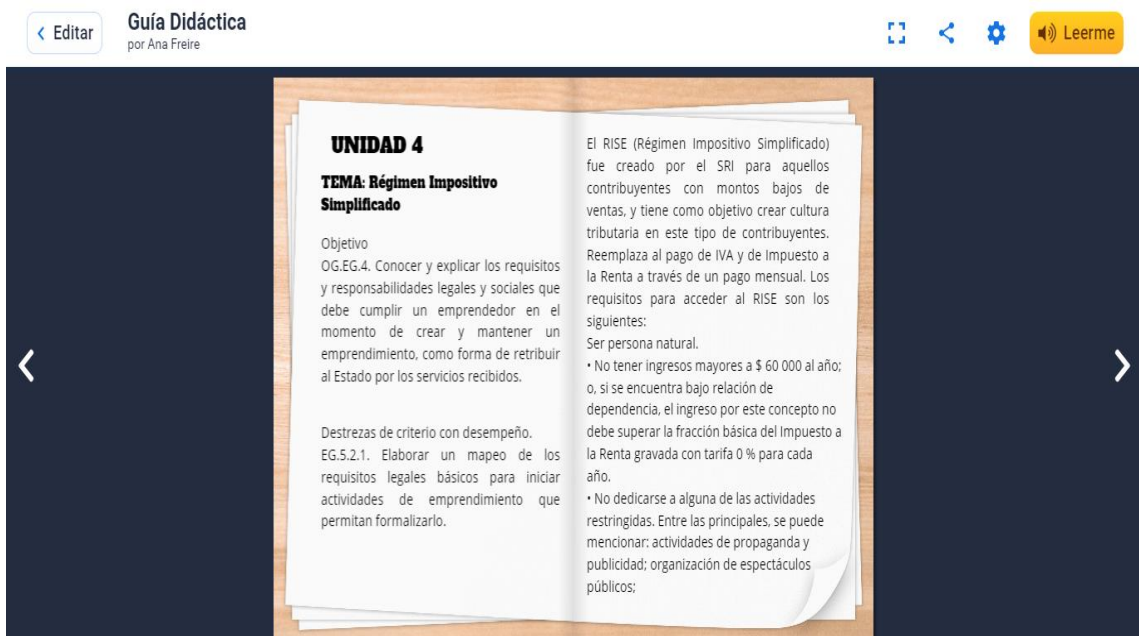 Editar
Guía Didáctica
por Ana Freire
Leerme
UNIDAD 4
TEMA: Régimen Impositivo
Simplificado
Objetivo
OG.EG.4. Conocer y explicar los requisitos
y responsabilidades legales y sociales que
debe cumplir un emprendedor en el
momento de crear y mantener un
emprendimiento, como forma de retribuir
al Estado por los servicios recibidos.
Destrezas de criterio con desempeño.
EG.5.2.1. Elaborar un mapeo de los
requisitos legales básicos para iniciar
actividades de emprendimiento que
permitan formalizarlo.
El RISE (Régimen Impositivo Simplificado)
fue creado por el SRI para aquellos
contribuyentes con montos bajos de
ventas, y tiene como objetivo crear cultura
tributaria en este tipo de contribuyentes.
Reemplaza al pago de IVA y de Impuesto a
la Renta a través de un pago mensual. Los
requisitos para acceder al RISE son los
siguientes:
Ser persona natural.
• No tener ingresos mayores a $ 60 000 al año;
o, si se encuentra bajo relación de
dependencia, el ingreso por este concepto no
debe superar la fracción básica del Impuesto a
la Renta gravada con tarifa 0 % para cada
año.
• No dedicarse a alguna de las actividades
restringidas. Entre las principales, se puede
mencionar: actividades de propaganda y
publicidad; organización de espectáculos
públicos;